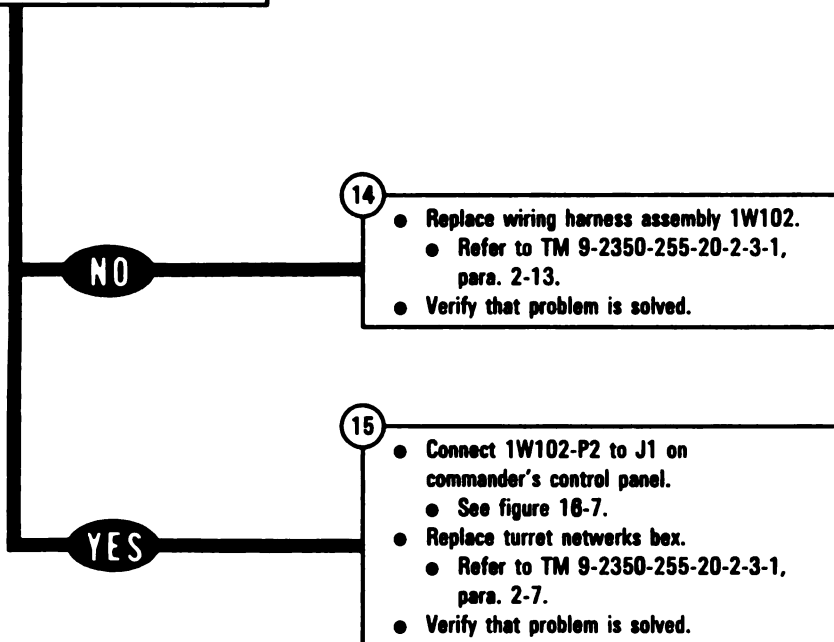 14
● Replace wiring harness assembly 1W102.
● Refer to TM 9-2350-255-20-2-3-1,
para. 2-13.
● Verify that problem is solved.
NO
15
● Connect 1W102-P2 to J1 on
commander's control panel.
● See figure 16-7.
● Replace turret netwerks bex.
● Refer to TM 9-2350-255-20-2-3-1,
para. 2-7.
● Verify that problem is solved.
YES